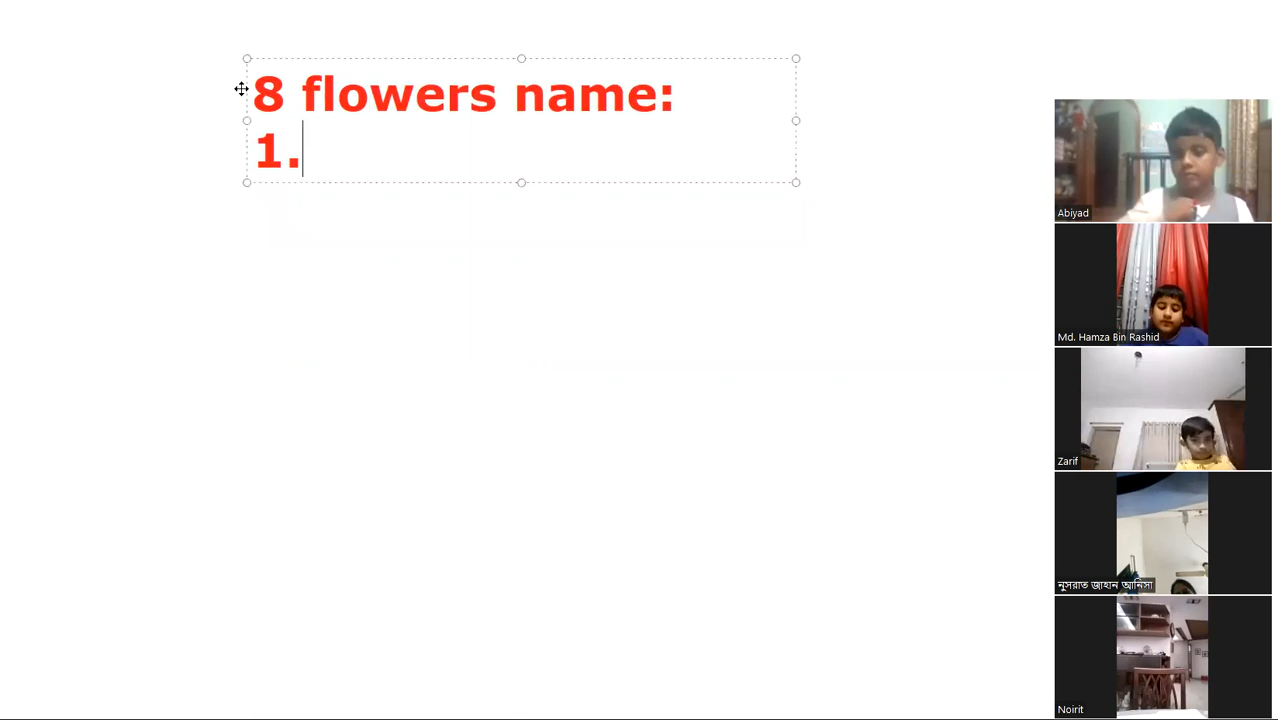 8 flowers name:
1.
Abiyad
Md. Hamza Bin Rashid
Zarif
নুসরাত জাহান আনিসা
Noirit